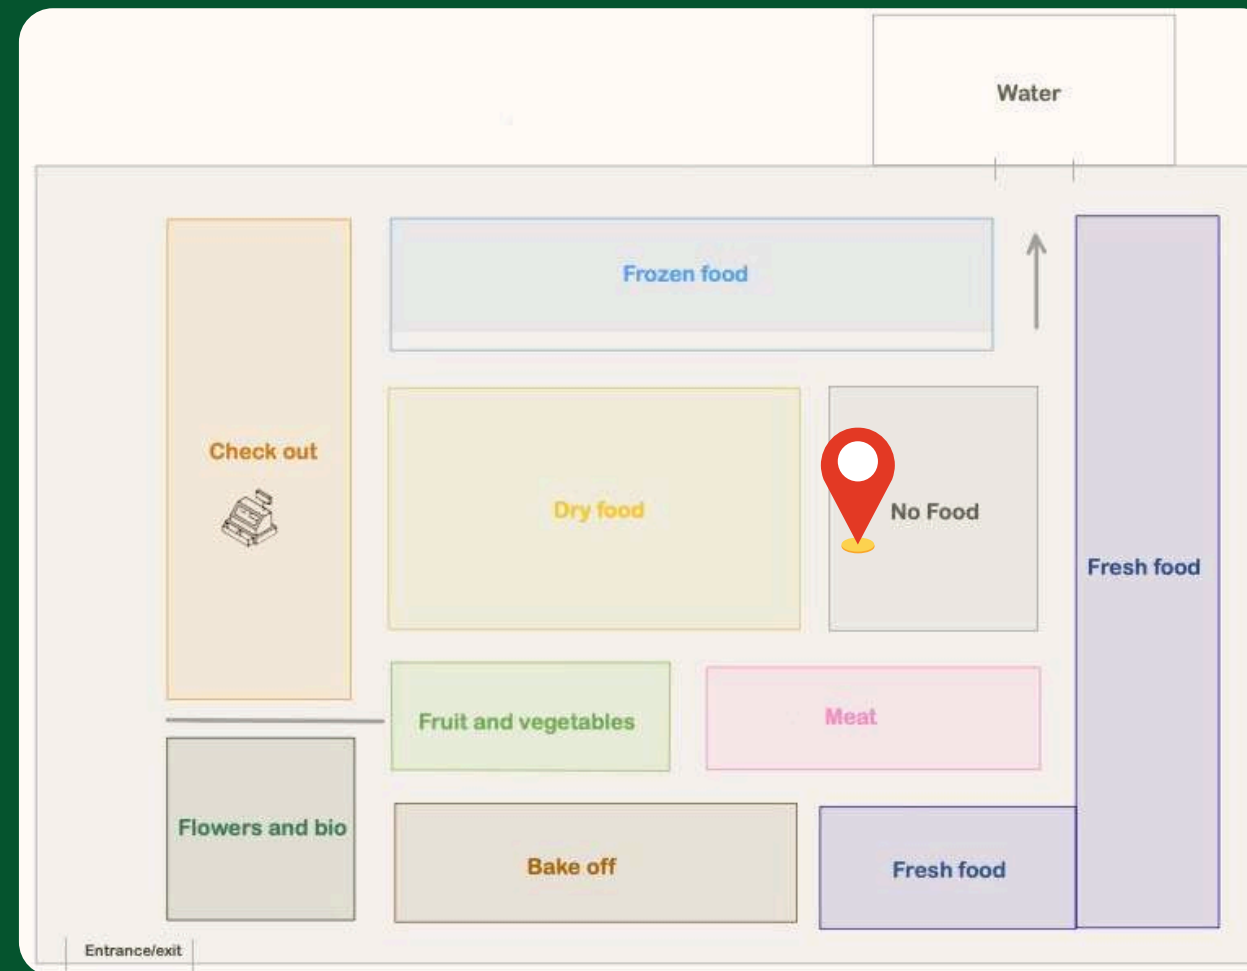 Water
Frozen food
Check out
Dry food
No Food
Fresh food
Fruit and vegetables
Meat
Flowers and bio
Bake off
Fresh food
Entrance/exit